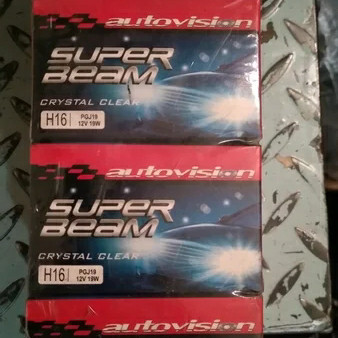 autovision
SUPER
BEAM
CRYSTAL CLEAR
H16 PGJ19
12V 19W
autovision
SUPER
BEAM
CRYSTAL CLEAR
H16 PGJ19
12V 19W
autovision